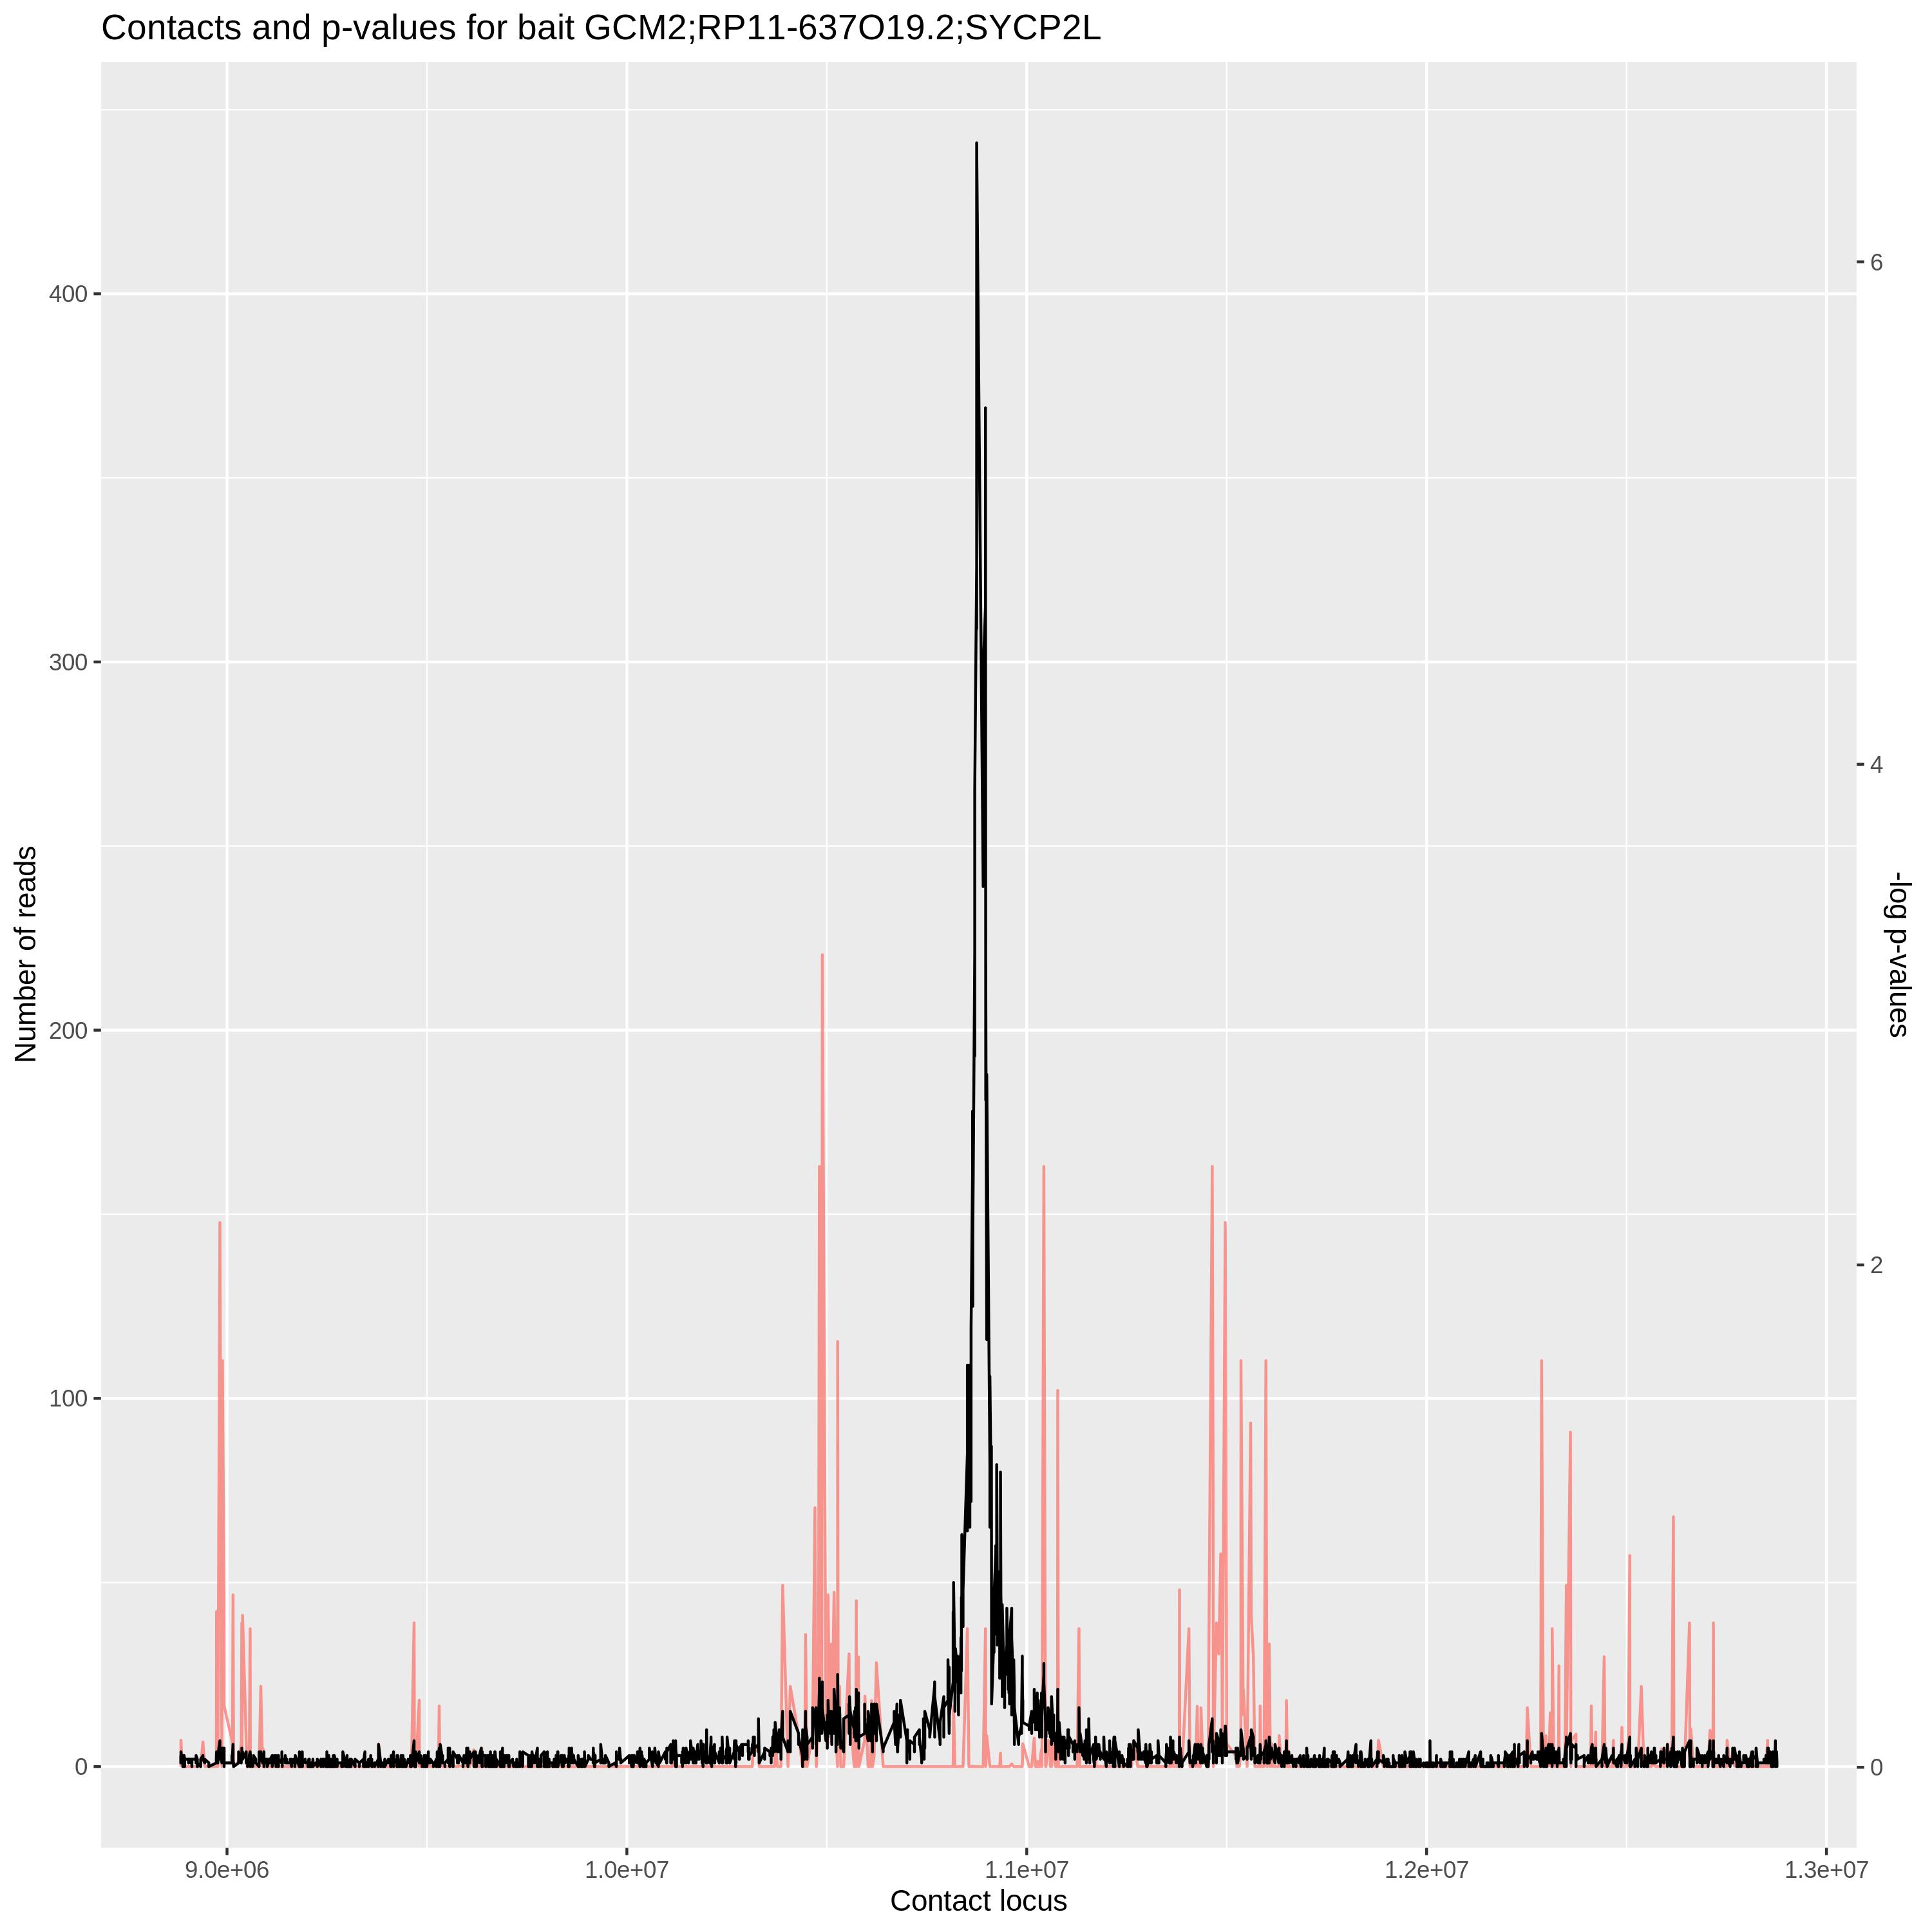 Contacts and p-values for bait GCM2;RP11-637O19.2;SYCP2L
400
300
200
100
0
Number of reads
6
4
2
0
-log p-values
9.0e+06
1.0e+07
1.1e+07
1.2e+07
1.3e+07
Contact locus